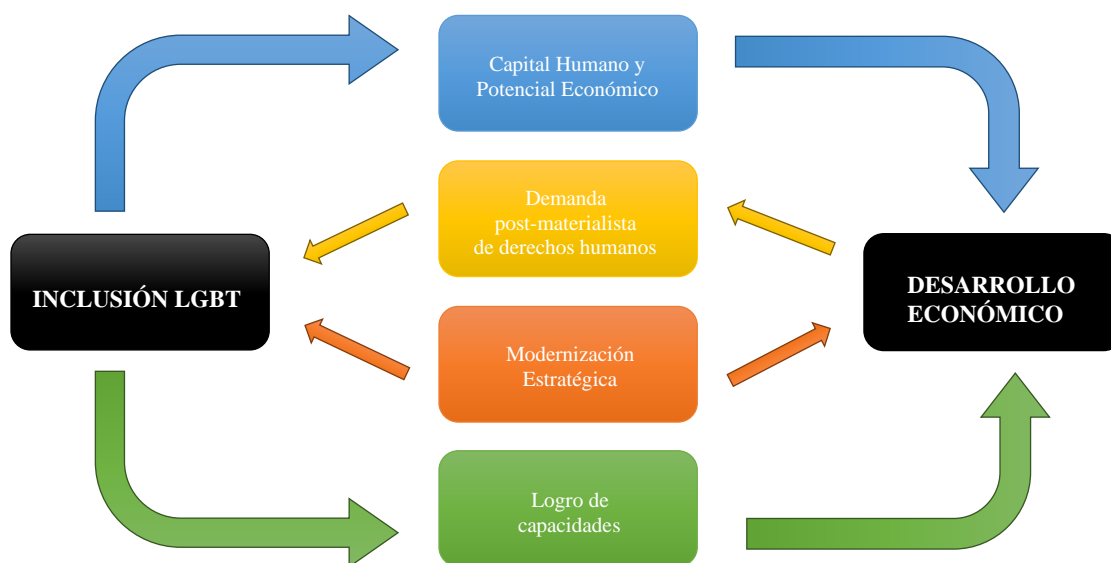 Capital Humano y
Potencial Económico
Demanda
post-materialista
de derechos humanos
INCLUSIÓN LGBT
DESARROLLO
ECONÓMICO
Modernización
Estratégica
Logro de
capacidades